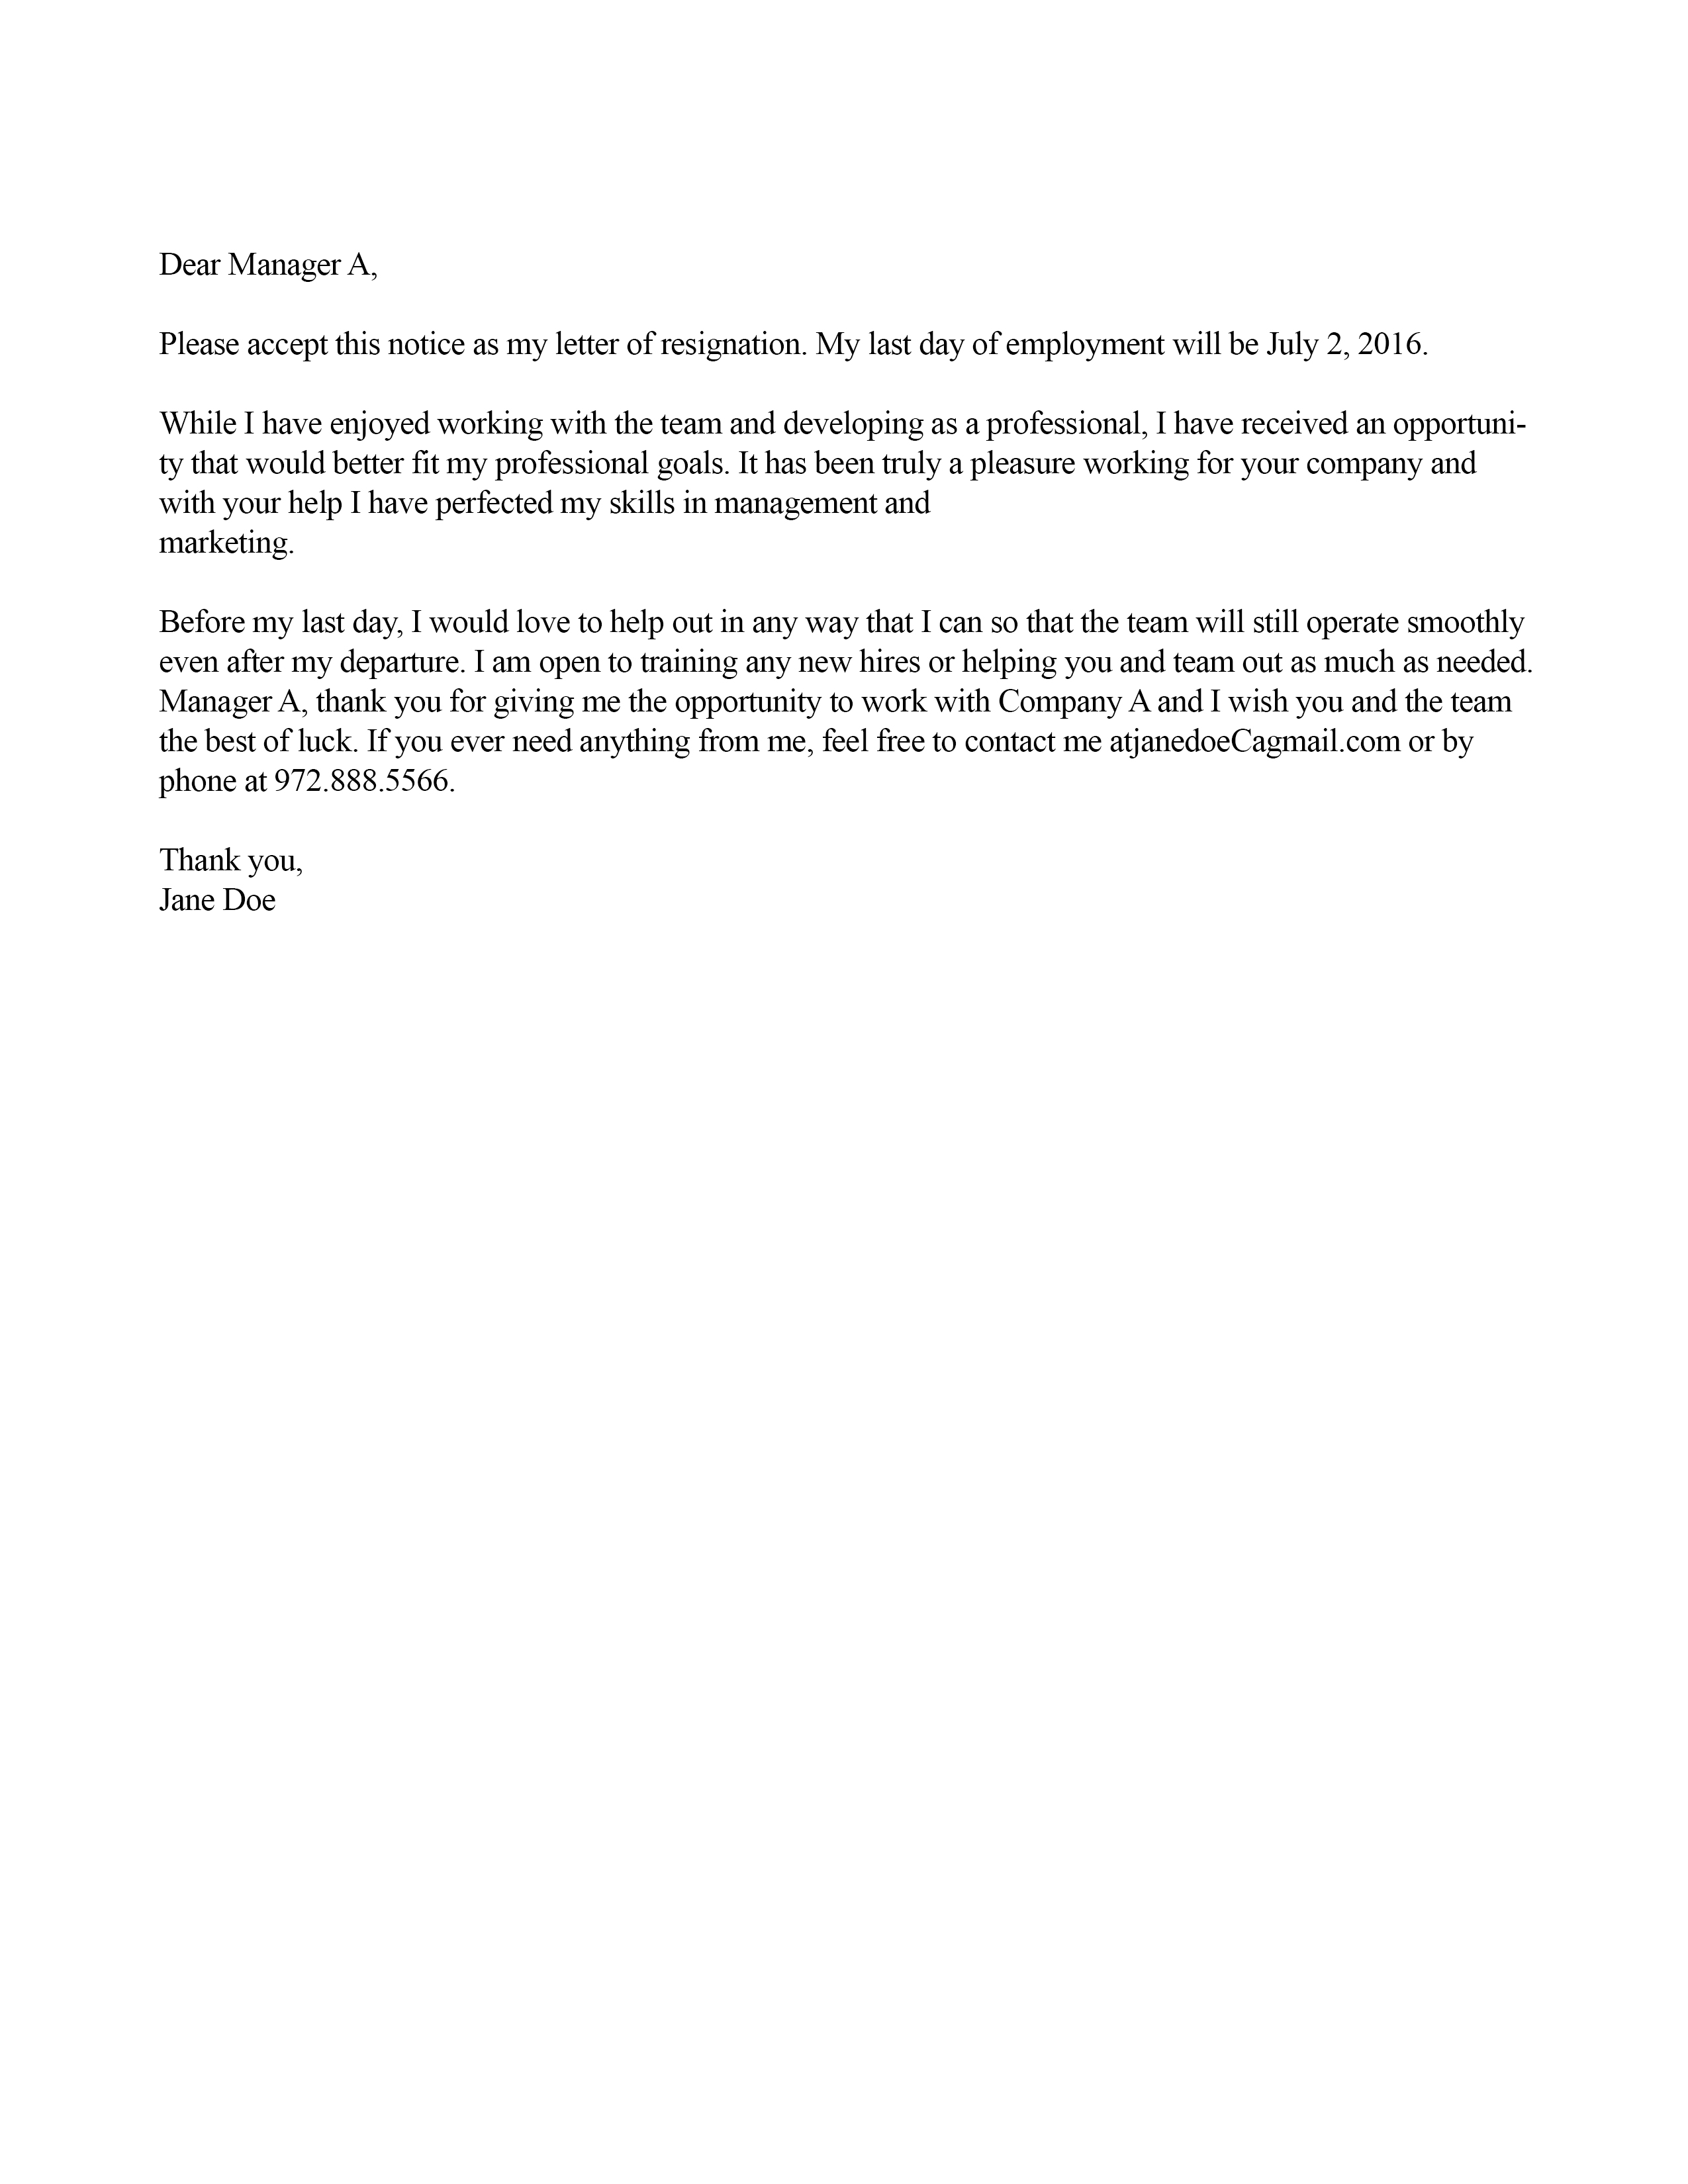 Dear Manager A,
Please accept this notice as my letter of resignation. My last day of employment will be July 2, 2016.
While I have enjoyed working with the team and developing as a professional, I have received an opportuni-
ty that would better fit my professional goals. It has been truly a pleasure working for your company and
with your help I have perfected my skills in management and
marketing.
Before my last day, I would love to help out in any way that I can so that the team will still operate smoothly
even after my departure. I am open to training any new hires or helping you and team out as much as needed.
Manager A, thank you for giving me the opportunity to work with Company A and I wish you and the team
the best of luck. If you ever need anything from me, feel free to contact me atjanedoeCagmail.com or by
phone at 972.888.5566.
Thank you,
Jane Doe